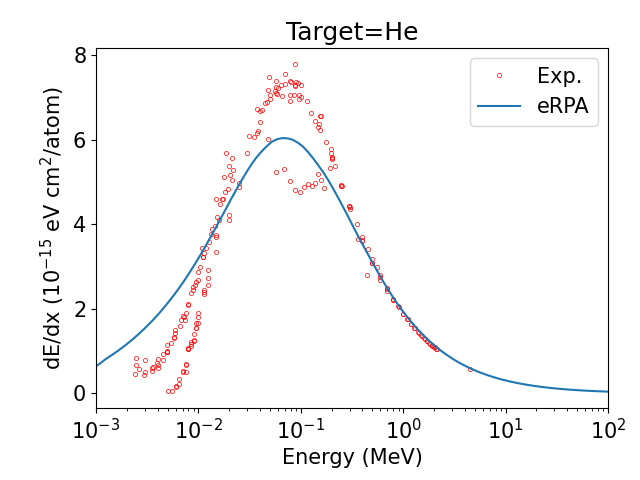 Target=He
Exp.
eRPA
dE/dx (10⁻¹⁵ eV cm²/atom)
8
6
4
2
0
10⁻³
10⁻²
10⁻¹
10⁰
10¹
10²
Energy (MeV)